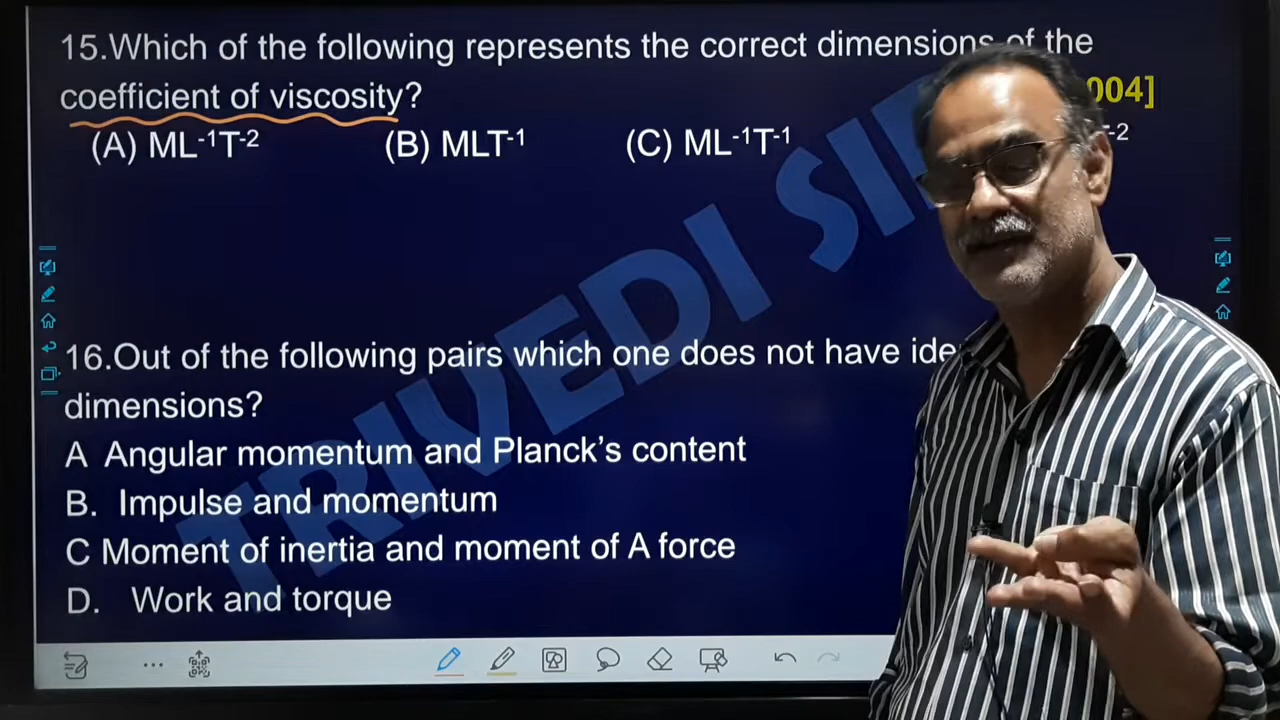 15.Which of the following represents the correct dimensions of the
coefficient of viscosity? 004]
(A) ML⁻¹T⁻² (B) MLT⁻¹ (C) ML⁻¹T⁻¹ ⁻²
16.Out of the following pairs which one does not have
dimensions?
A Angular momentum and Planck's content
B. Impulse and momentum
C Moment of inertia and moment of A force
D. Work and torque
TRIVEDI